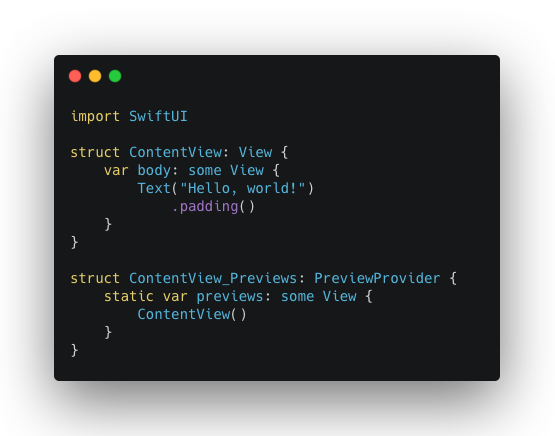 import SwiftUI

struct ContentView: View {
    var body: some View {
        Text("Hello, world!")
            .padding()
    }
}

struct ContentView_Previews: PreviewProvider {
    static var previews: some View {
        ContentView()
    }
}